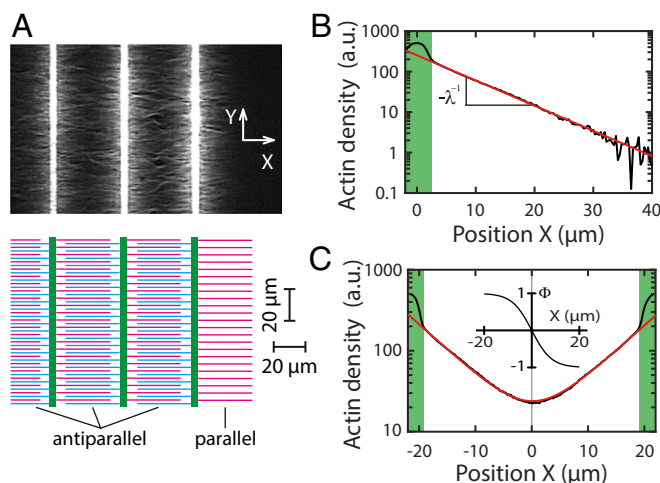 A
Y
X
20 µm
20 µm
antiparallel
parallel
B
Actin density (a.u.)
1000
100
10
1
0.1
-λ⁻¹
0
10
20
30
40
Position X (µm)
C
Actin density (a.u.)
1000
100
10
1
Φ
X (µm)
-20
20
-1
-20
-10
0
10
20
Position X (µm)